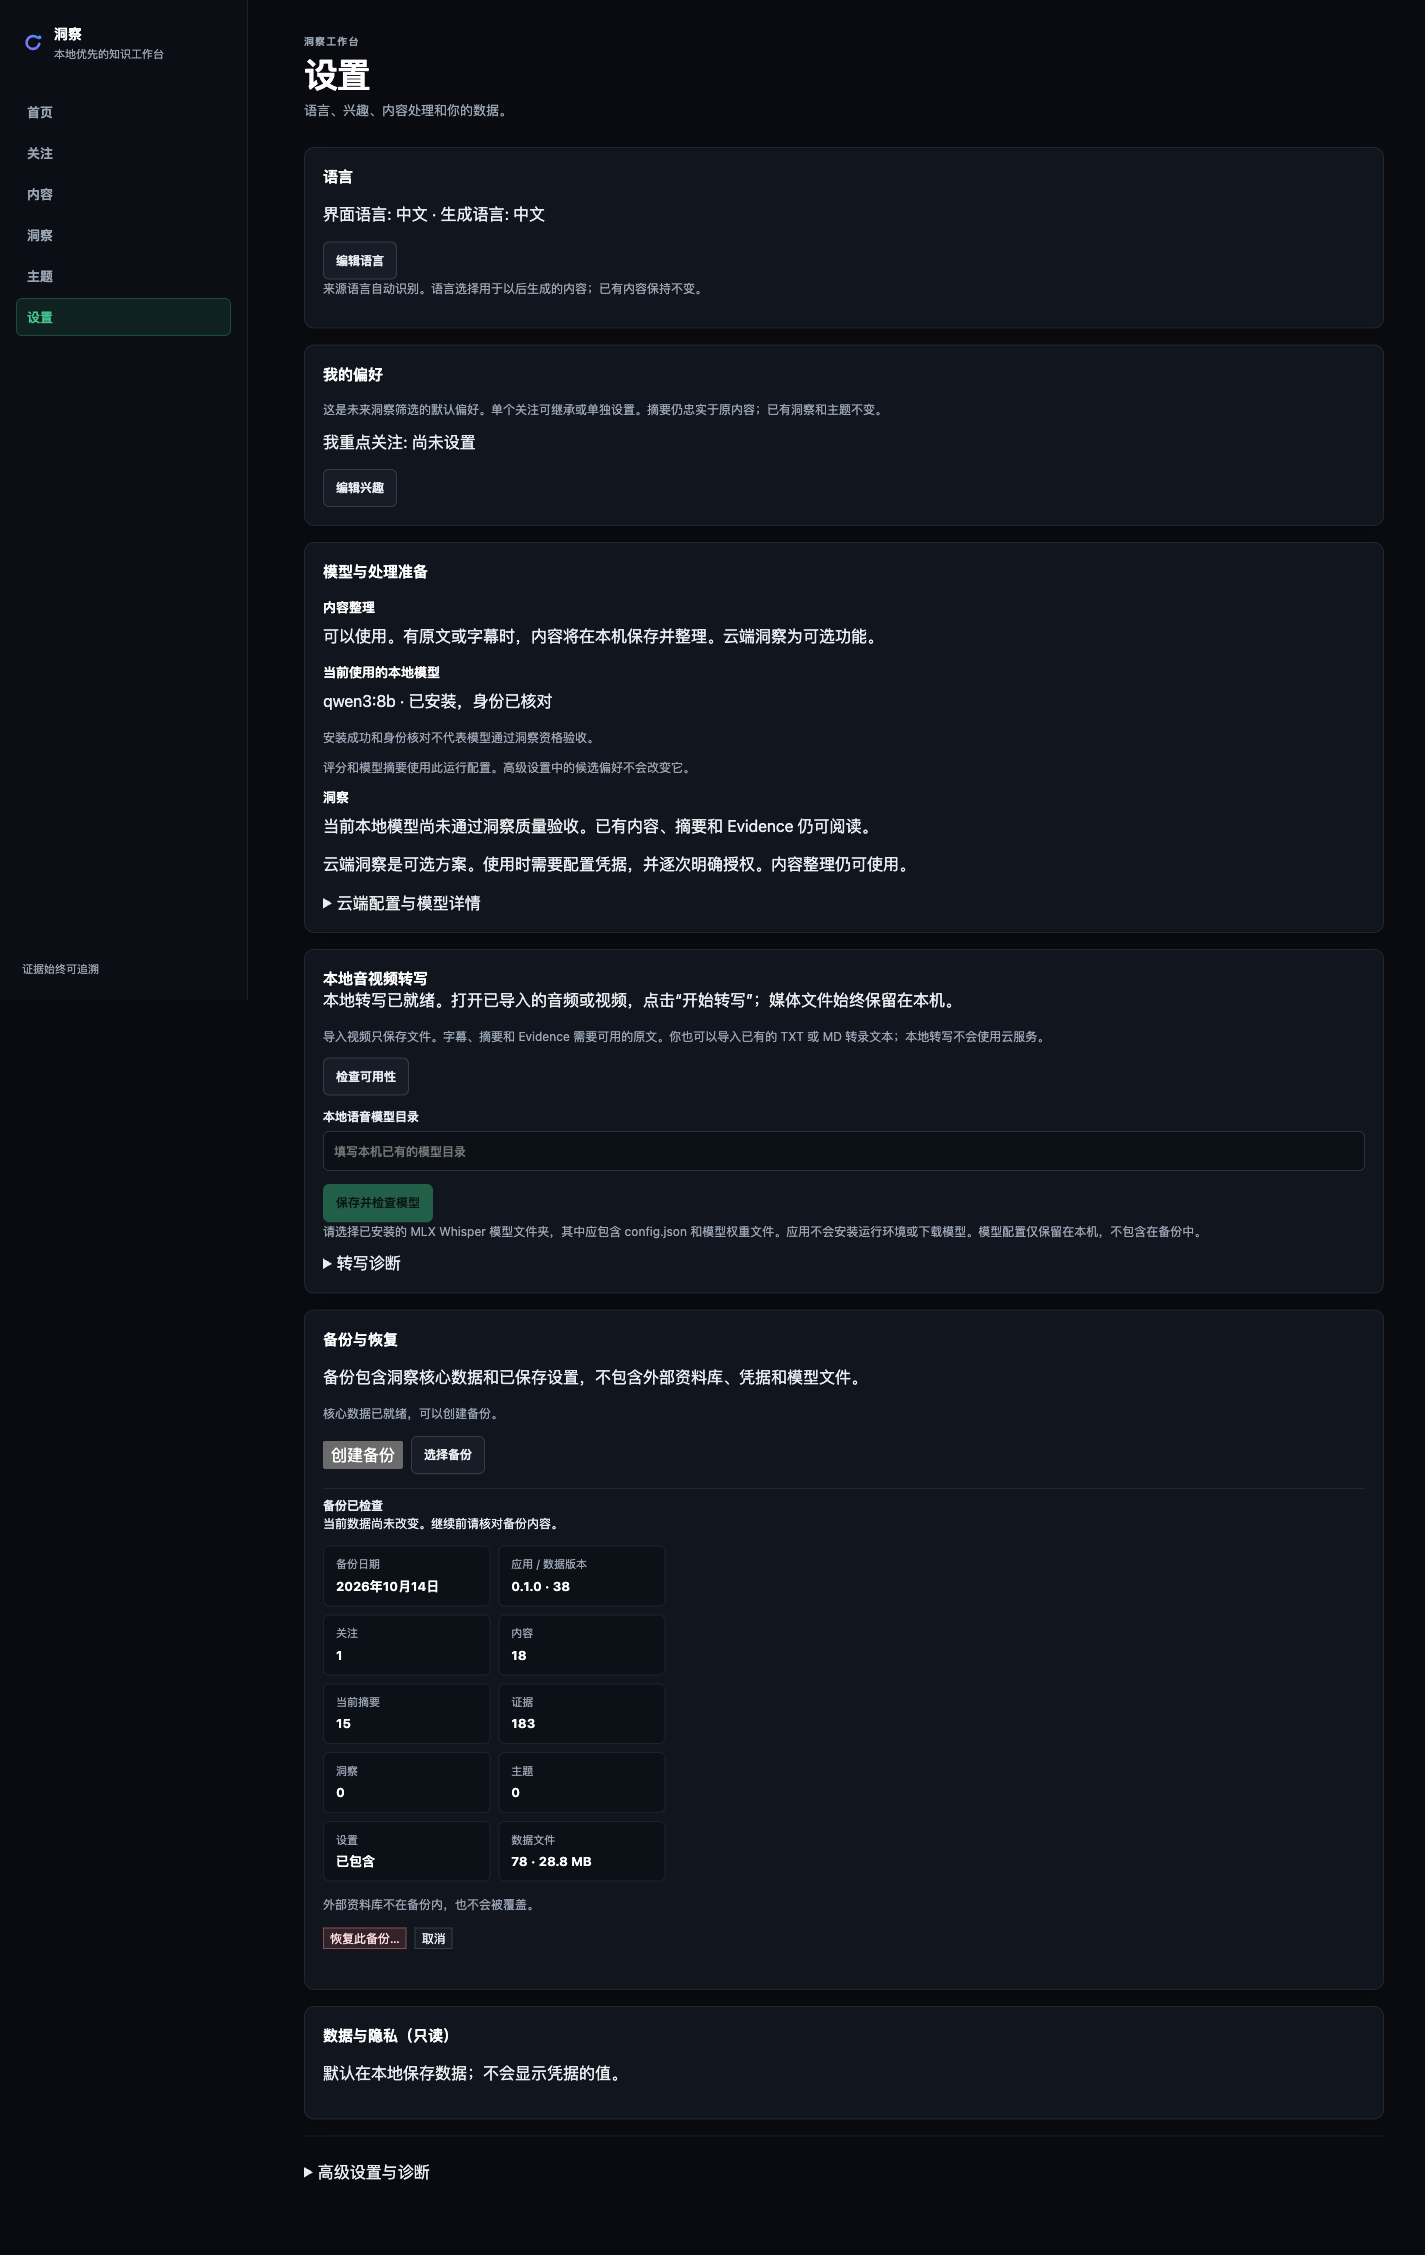 洞察
本地优先的知识工作台
首页
关注
内容
洞察
主题
设置
证据始终可追溯
洞察工作台
设置
语言、兴趣、内容处理和你的数据。
语言
界面语言: 中文 · 生成语言: 中文
编辑语言
来源语言自动识别。语言选择用于以后生成的内容；已有内容保持不变。
我的偏好
这是未来洞察筛选的默认偏好。单个关注可继承或单独设置。摘要仍忠实于原内容；已有洞察和主题不变。
我重点关注: 尚未设置
编辑兴趣
模型与处理准备
内容整理
可以使用。有原文或字幕时，内容将在本机保存并整理。云端洞察为可选功能。
当前使用的本地模型
qwen3:8b · 已安装，身份已核对
安装成功和身份核对不代表模型通过洞察资格验收。
评分和模型摘要使用此运行配置。高级设置中的候选偏好不会改变它。
洞察
当前本地模型尚未通过洞察质量验收。已有内容、摘要和 Evidence 仍可阅读。
云端洞察是可选方案。使用时需要配置凭据，并逐次明确授权。内容整理仍可使用。
▶ 云端配置与模型详情
本地音视频转写
本地转写已就绪。打开已导入的音频或视频，点击“开始转写”；媒体文件始终保留在本机。
导入视频只保存文件。字幕、摘要和 Evidence 需要可用的原文。你也可以导入已有的 TXT 或 MD 转录文本；本地转写不会使用云服务。
检查可用性
本地语音模型目录
填写本机已有的模型目录
保存并检查模型
请选择已安装的 MLX Whisper 模型文件夹，其中应包含 config.json 和模型权重文件。应用不会安装运行环境或下载模型。模型配置仅保留在本机，不包含在备份中。
▶ 转写诊断
备份与恢复
备份包含洞察核心数据和已保存设置，不包含外部资料库、凭据和模型文件。
核心数据已就绪，可以创建备份。
创建备份 选择备份
备份已检查
当前数据尚未改变。继续前请核对备份内容。
备份日期
2026年10月14日
应用 / 数据版本
0.1.0 · 38
关注
1
内容
18
当前摘要
15
证据
183
洞察
0
主题
0
设置
已包含
数据文件
78 · 28.8 MB
外部资料库不在备份内，也不会被覆盖。
恢复此备份... 取消
数据与隐私（只读）
默认在本地保存数据；不会显示凭据的值。
▶ 高级设置与诊断